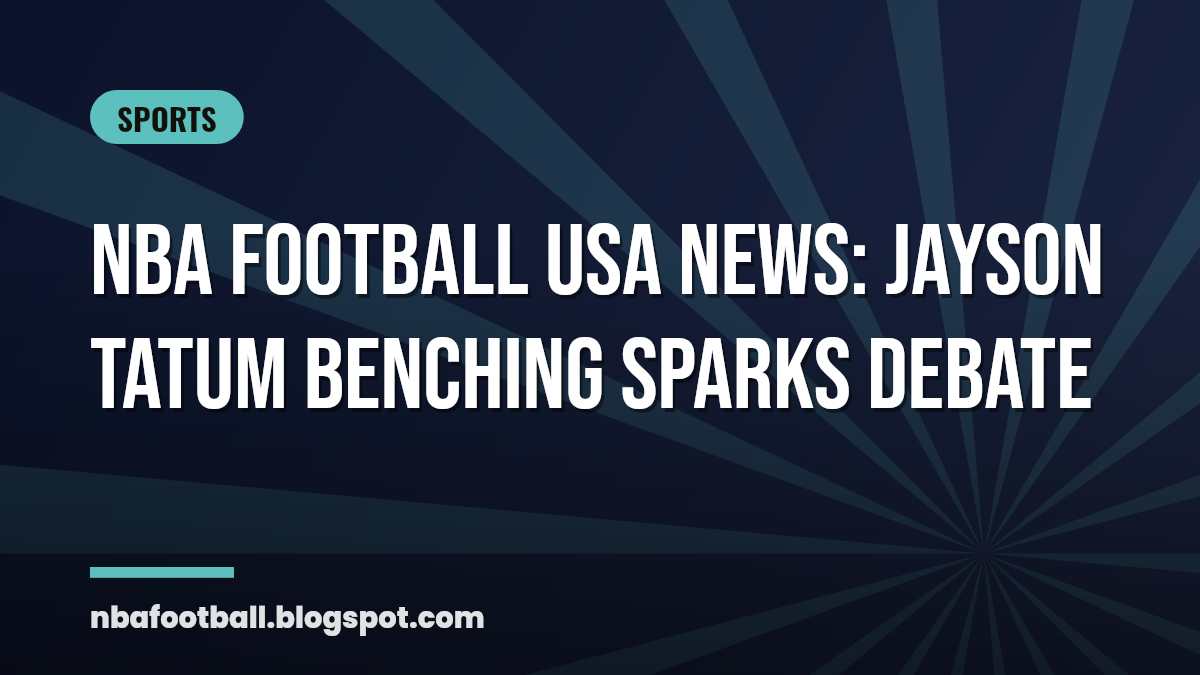 SPORTS
NBA FOOTBALL USA NEWS: JAYSON
TATUM BENCHING SPARKS DEBATE
nbafootball.blogspot.com